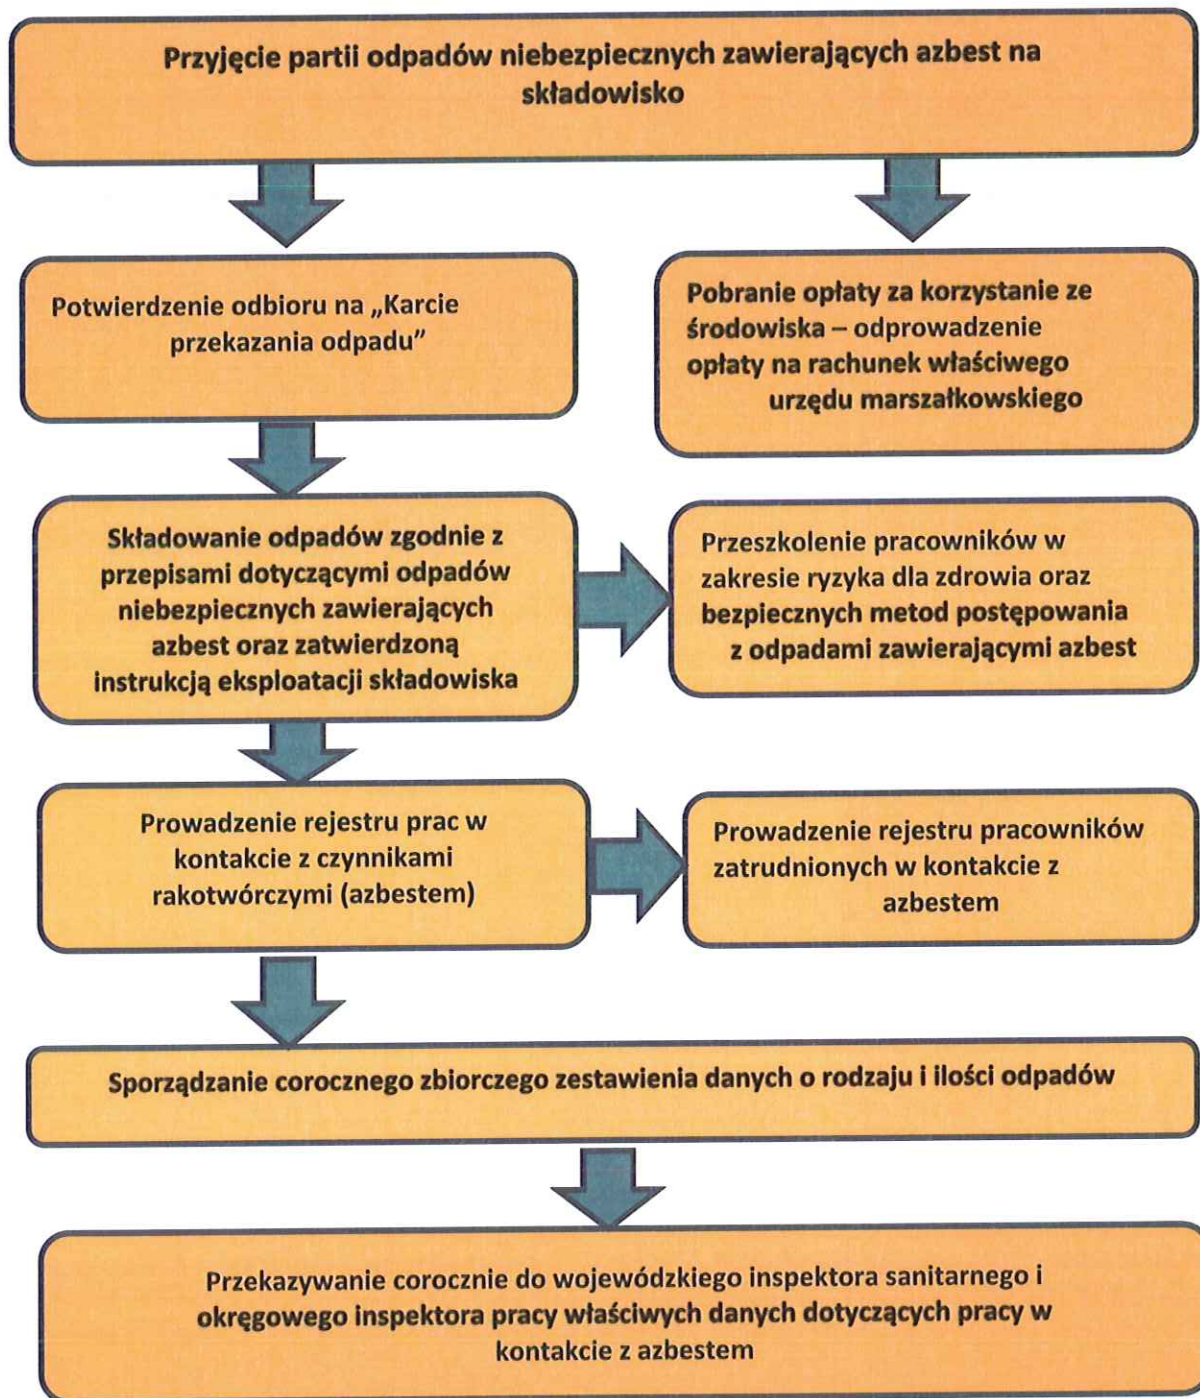 Przyjęcie partii odpadów niebezpiecznych zawierających azbest na
składowisko
Potwierdzenie odbioru na „Karcie
przekazania odpadu”
Pobranie opłaty za korzystanie ze
środowiska – odprowadzenie
opłaty na rachunek właściwego
urzędu marszałkowskiego
Składowanie odpadów zgodnie z
przepisami dotyczącymi odpadów
niebezpiecznych zawierających
azbest oraz zatwierdzoną
instrukcją eksploatacji składowiska
Przeszkolenie pracowników w
zakresie ryzyka dla zdrowia oraz
bezpiecznych metod postępowania
z odpadami zawierającymi azbest
Prowadzenie rejestru prac w
kontakcie z czynnikami
rakotwórczymi (azbestem)
Prowadzenie rejestru pracowników
zatrudnionych w kontakcie z
azbestem
Sporządzanie corocznego zbiorczego zestawienia danych o rodzaju i ilości odpadów
Przekazywanie corocznie do wojewódzkiego inspektora sanitarnego i
okręgowego inspektora pracy właściwych danych dotyczących pracy w
kontakcie z azbestem